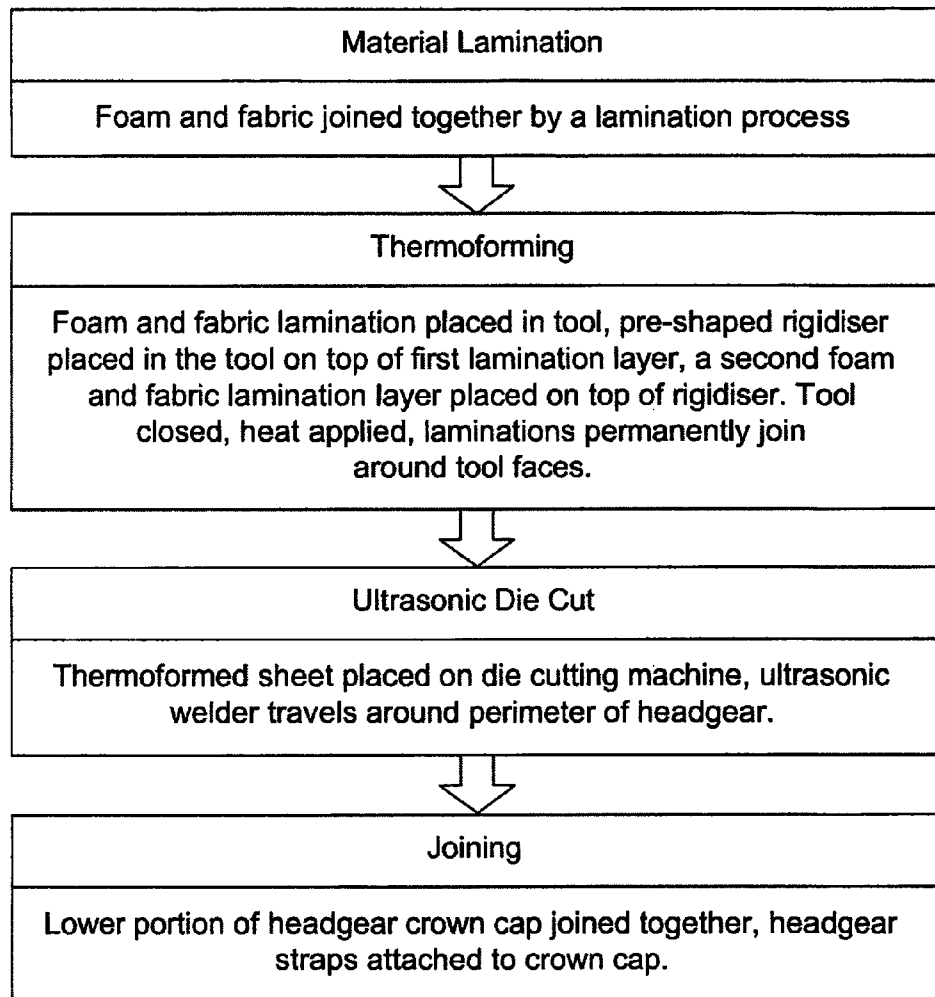 Material Lamination
Foam and fabric joined together by a lamination process
Thermoforming
Foam and fabric lamination placed in tool, pre-shaped rigidiser
placed in the tool on top of first lamination layer, a second foam
and fabric lamination layer placed on top of rigidiser. Tool
closed, heat applied, laminations permanently join
around tool faces.
Ultrasonic Die Cut
Thermoformed sheet placed on die cutting machine, ultrasonic
welder travels around perimeter of headgear.
Joining
Lower portion of headgear crown cap joined together, headgear
straps attached to crown cap.